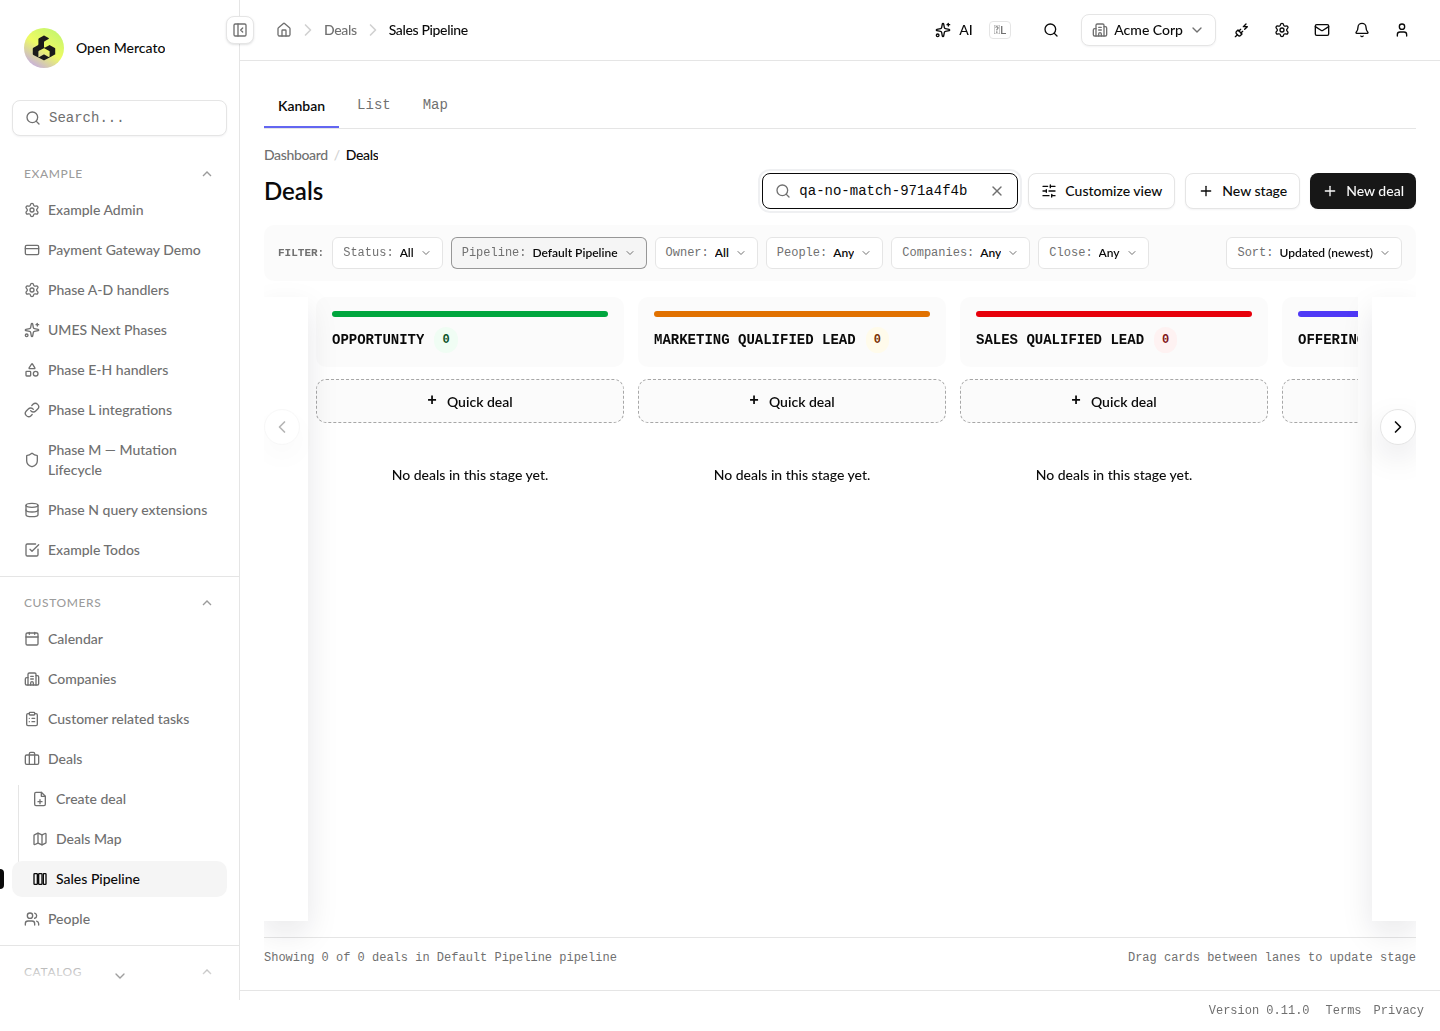 Open Mercato
Search...
EXAMPLE
Example Admin
Payment Gateway Demo
Phase A-D handlers
UMES Next Phases
Phase E-H handlers
Phase L integrations
Phase M — Mutation
Lifecycle
Phase N query extensions
Example Todos
CUSTOMERS
Calendar
Companies
Customer related tasks
Deals
Create deal
Deals Map
Sales Pipeline
People
CATALOG
Deals
Sales Pipeline
AI
L
Acme Corp
Kanban
List
Map
Dashboard / Deals
Deals
qa-no-match-971a4f4b
Customize view
New stage
New deal
FILTER:
Status: All
Pipeline: Default Pipeline
Owner: All
People: Any
Companies: Any
Close: Any
Sort: Updated (newest)
OPPORTUNITY 0
Quick deal
No deals in this stage yet.
MARKETING QUALIFIED LEAD 0
Quick deal
No deals in this stage yet.
SALES QUALIFIED LEAD 0
Quick deal
No deals in this stage yet.
Showing 0 of 0 deals in Default Pipeline pipeline
Drag cards between lanes to update stage
Version 0.11.0
Terms
Privacy